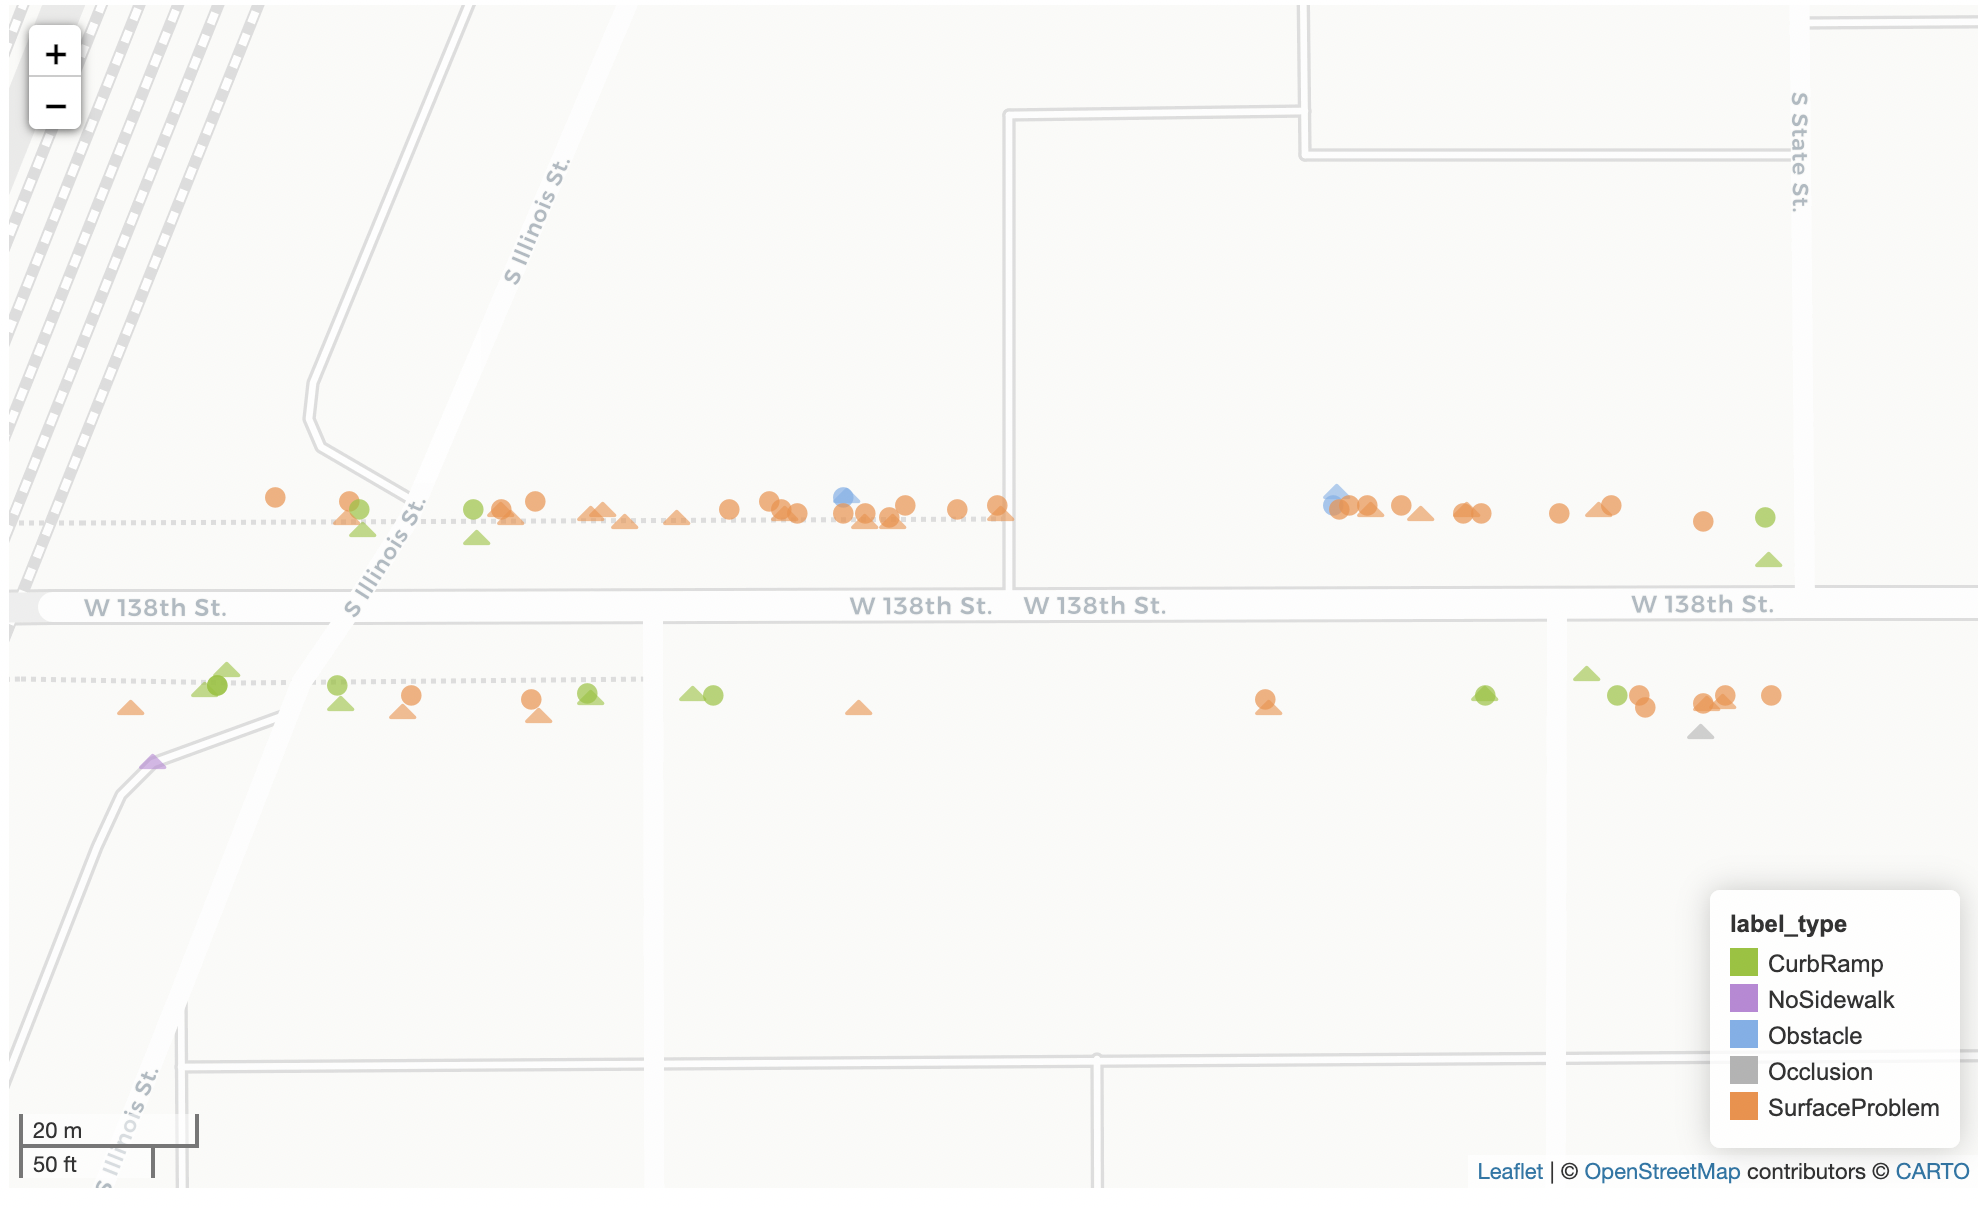 +
−
S State St.
S Illinois St.
S Illinois St.
W 138th St.
W 138th St.
W 138th St.
W 138th St.
S Illinois St.
label_type
CurbRamp
NoSidewalk
Obstacle
Occlusion
SurfaceProblem
20 m
50 ft
Leaflet | © OpenStreetMap contributors © CARTO